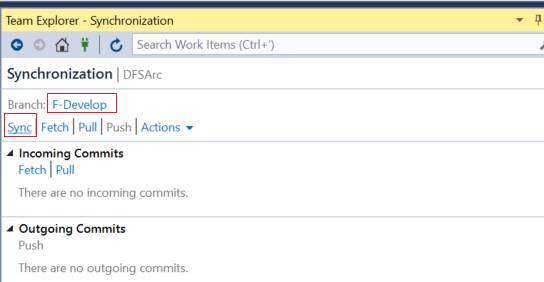 Team Explorer - Synchronization
Search Work Items (Ctrl+')
Synchronization | DFSArc
Branch: F-Develop
Sync | Fetch | Pull | Push | Actions
Incoming Commits
Fetch | Pull
There are no incoming commits.
Outgoing Commits
Push
There are no outgoing commits.